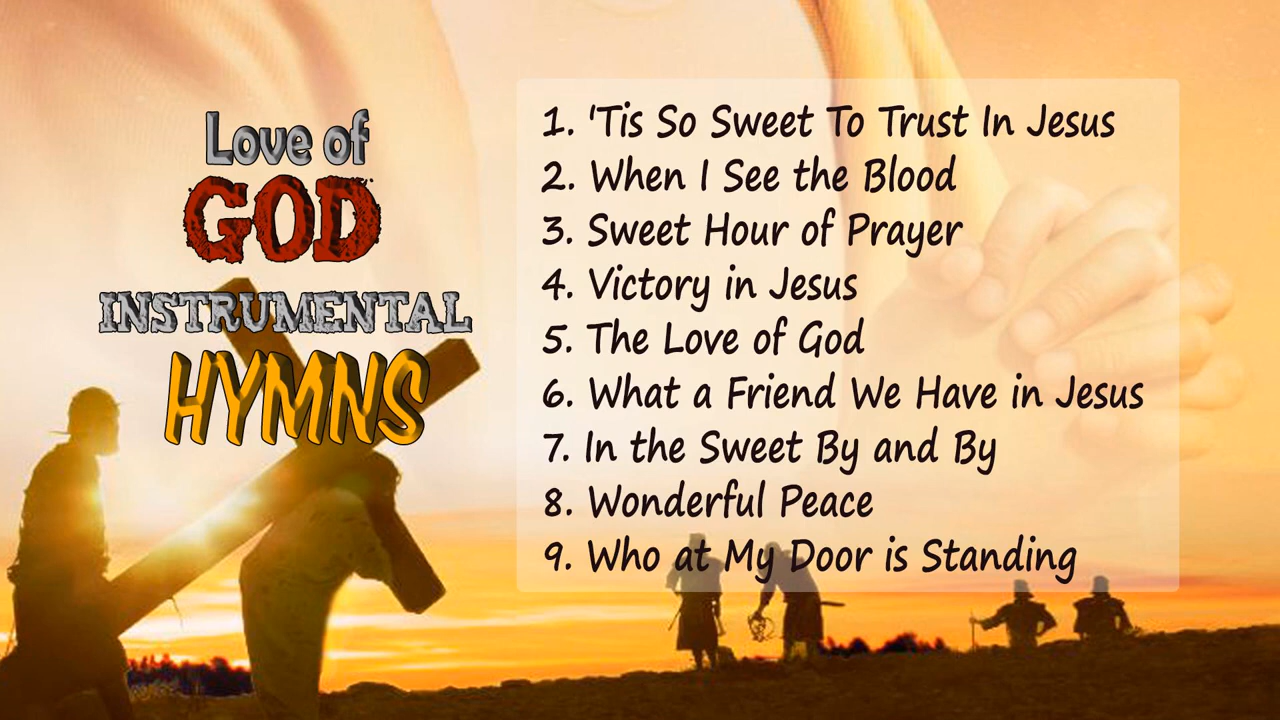 Love of
GOD
INSTRUMENTAL
HYMNS
1. 'Tis So Sweet To Trust In Jesus
2. When I See the Blood
3. Sweet Hour of Prayer
4. Victory in Jesus
5. The Love of God
6. What a Friend We Have in Jesus
7. In the Sweet By and By
8. Wonderful Peace
9. Who at My Door is Standing